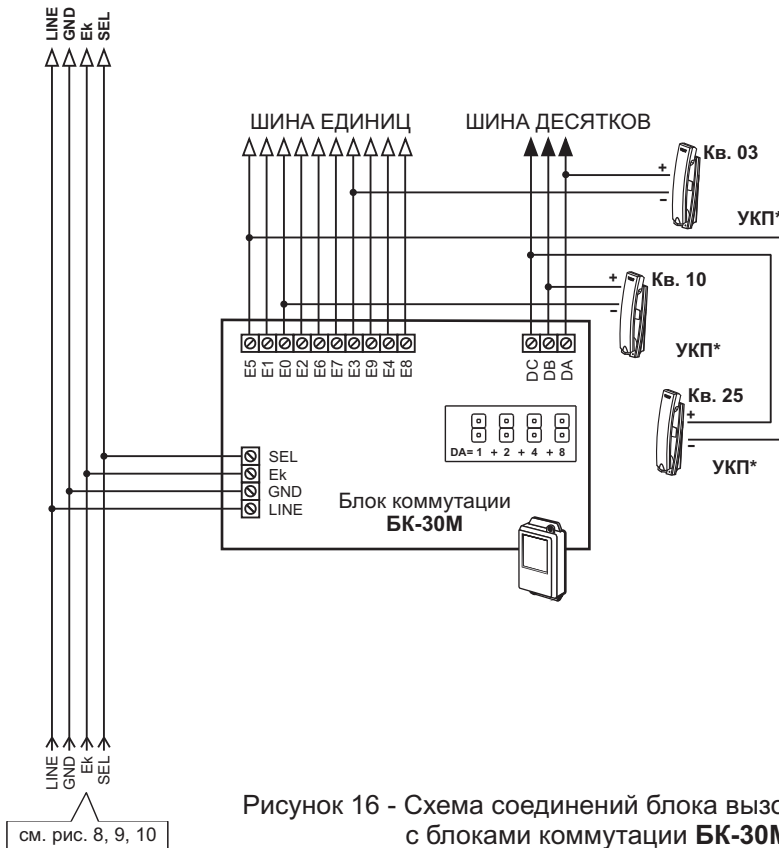 LINE
GND
Ek
SEL
ШИНА ЕДИНИЦ
ШИНА ДЕСЯТКОВ
+
–
Кв. 03
УКП*
+
–
Кв. 10
УКП*
Кв. 25
+
–
УКП*
E5
E1
E0
E2
E6
E7
E3
E9
E4
E8
DC
DB
DA
DA= 1 + 2 + 4 + 8
SEL
Ek
GND
LINE
Блок коммутации
БК-30М
LINE
GND
Ek
SEL
см. рис. 8, 9, 10
Рисунок 16 - Схема соединений блока вызо
с блоками коммутации БК-30М